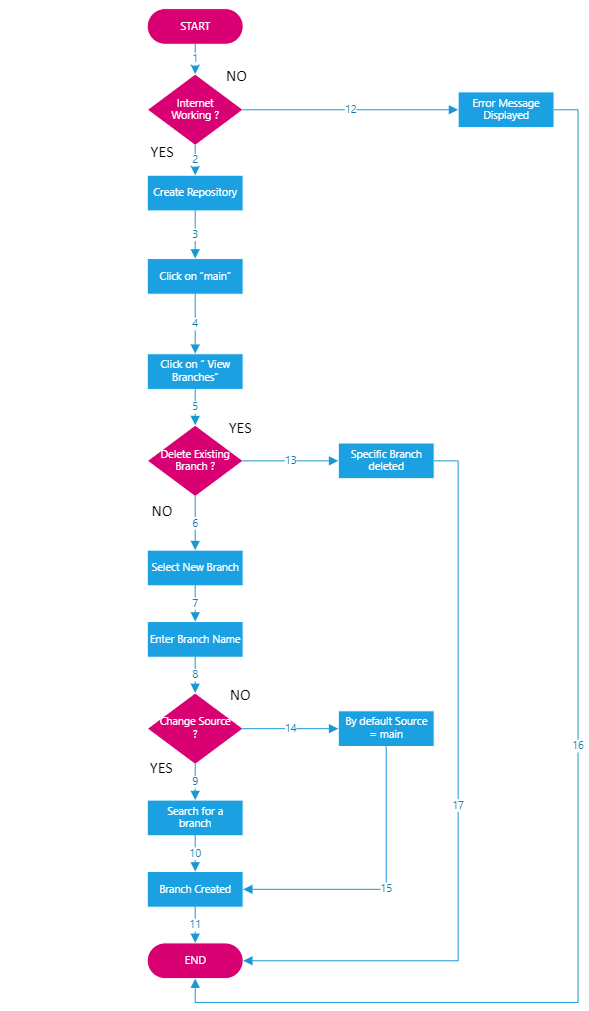 START
1
NO
Internet
Working ?
12
Error Message
Displayed
YES
2
Create Repository
3
Click on "main"
4
Click on " View
Branches"
5
YES
Delete Existing
Branch ?
13
Specific Branch
deleted
NO
6
Select New Branch
7
Enter Branch Name
8
NO
Change Source
?
14
By default Source
= main
16
YES
9
17
Search for a
branch
10
Branch Created
15
11
END